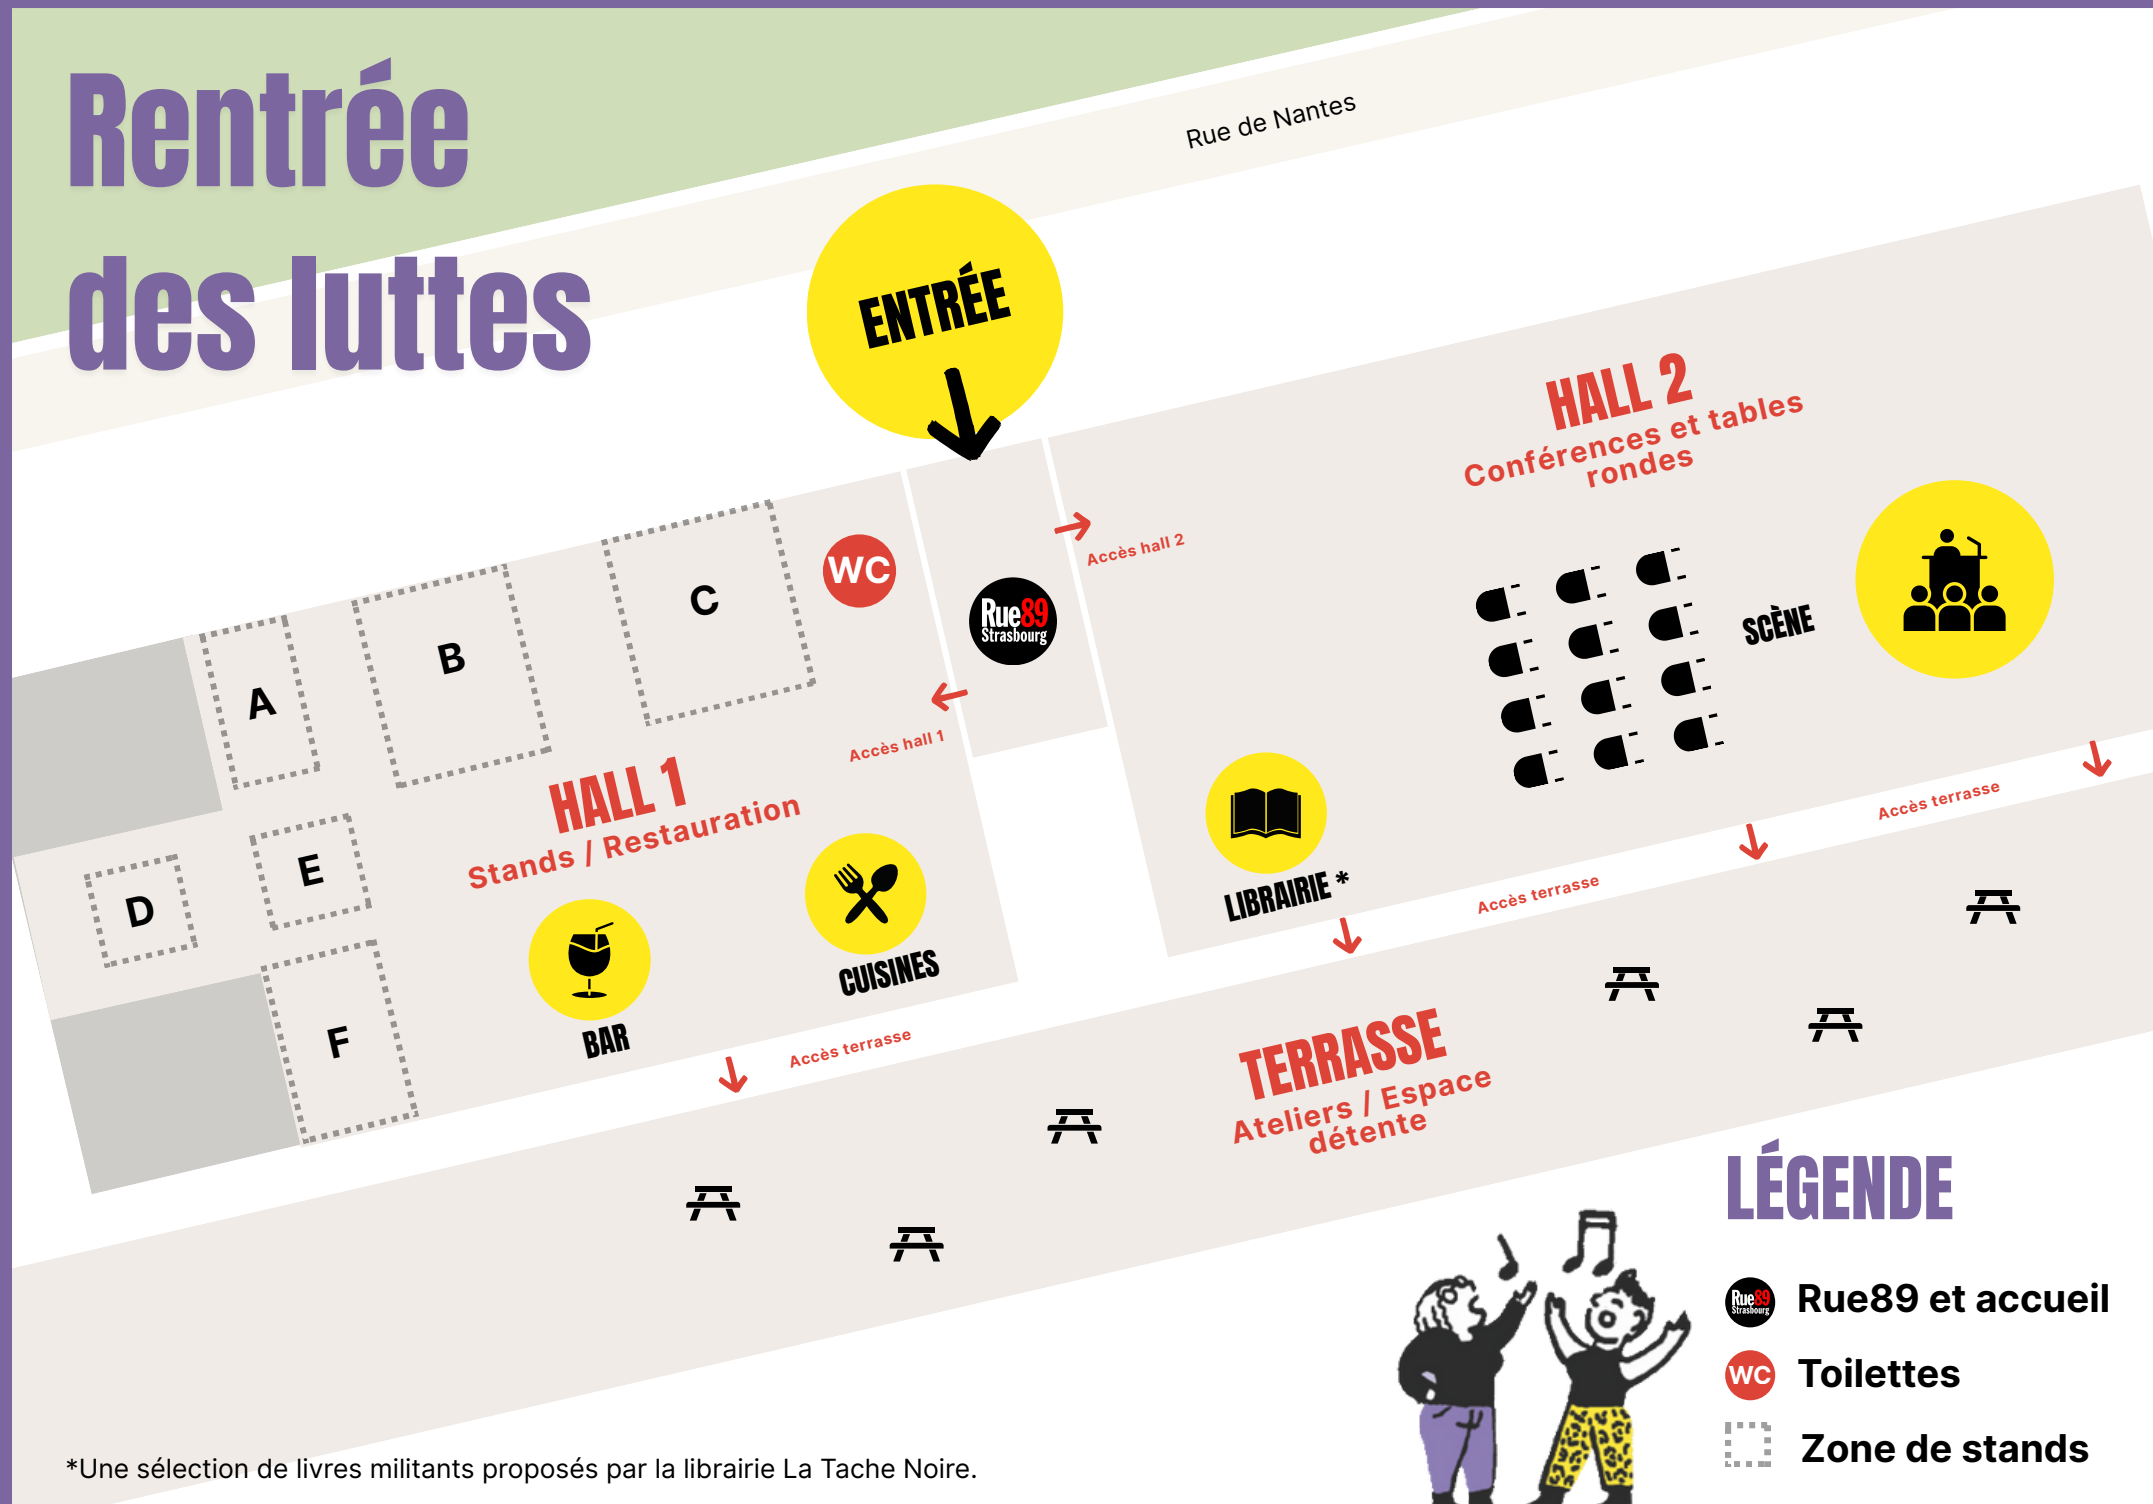 Rentrée
des luttes
Rue de Nantes
ENTRÉE
HALL 2
Conférences et tables
rondes
SCÈNE
Accès hall 2
WC
Rue89
Strasbourg
Accès hall 1
A
B
C
D
E
F
HALL 1
Stands / Restauration
BAR
CUISINES
LIBRAIRIE *
Accès terrasse
Accès terrasse
Accès terrasse
TERRASSE
Ateliers / Espace
détente
LÉGENDE
Rue89
Strasbourg
Rue89 et accueil
WC
Toilettes
Zone de stands
*Une sélection de livres militants proposés par la librairie La Tache Noire.